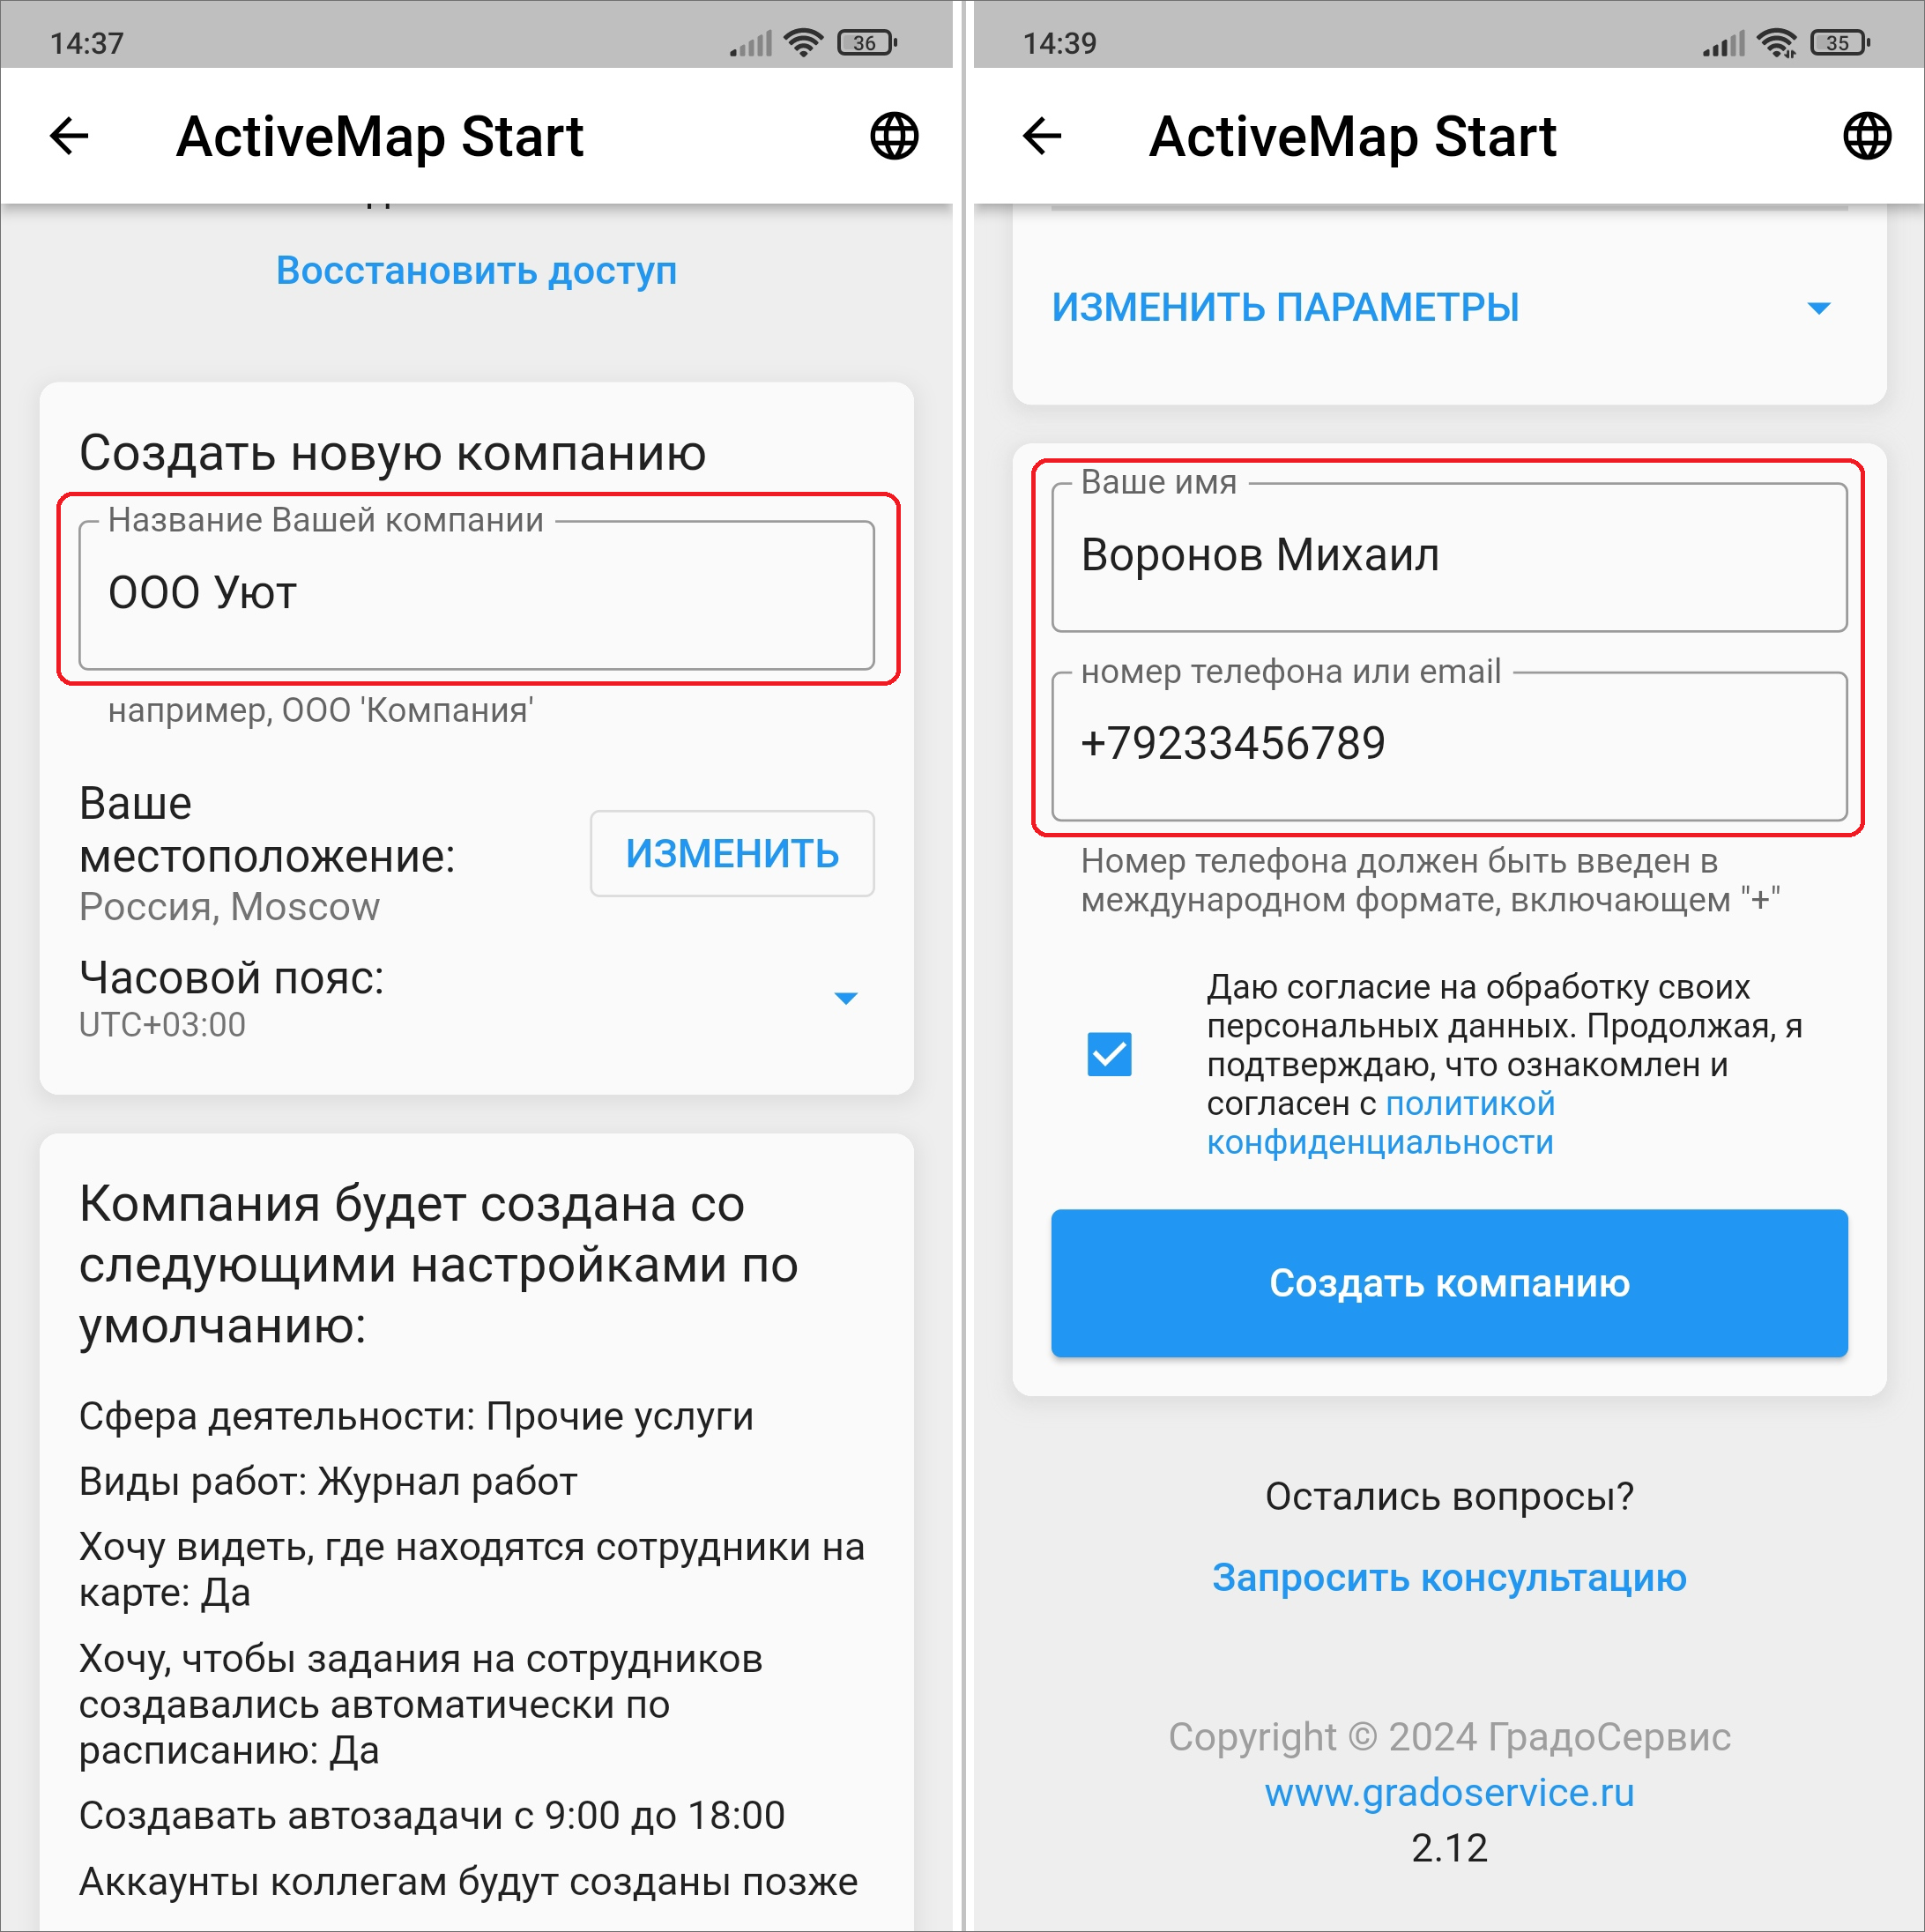 14:37
36
ActiveMap Start
Восстановить доступ
Создать новую компанию
Название Вашей компании
ООО Уют
например, ООО 'Компания'
Ваше
местоположение:
Россия, Moscow
ИЗМЕНИТЬ
Часовой пояс:
UTC+03:00
Компания будет создана со
следующими настройками по
умолчанию:
Сфера деятельности: Прочие услуги
Виды работ: Журнал работ
Хочу видеть, где находятся сотрудники на
карте: Да
Хочу, чтобы задания на сотрудников
создавались автоматически по
расписанию: Да
Создавать автозадачи с 9:00 до 18:00
Аккаунты коллегам будут созданы позже
14:39
35
ActiveMap Start
ИЗМЕНИТЬ ПАРАМЕТРЫ
Ваше имя
Воронов Михаил
номер телефона или email
+79233456789
Номер телефона должен быть введен в
международном формате, включающем "+"
Даю согласие на обработку своих
персональных данных. Продолжая, я
подтверждаю, что ознакомлен и
согласен с политикой
конфиденциальности
Создать компанию
Остались вопросы?
Запросить консультацию
Copyright © 2024 ГрадоСервис
www.gradoservice.ru
2.12